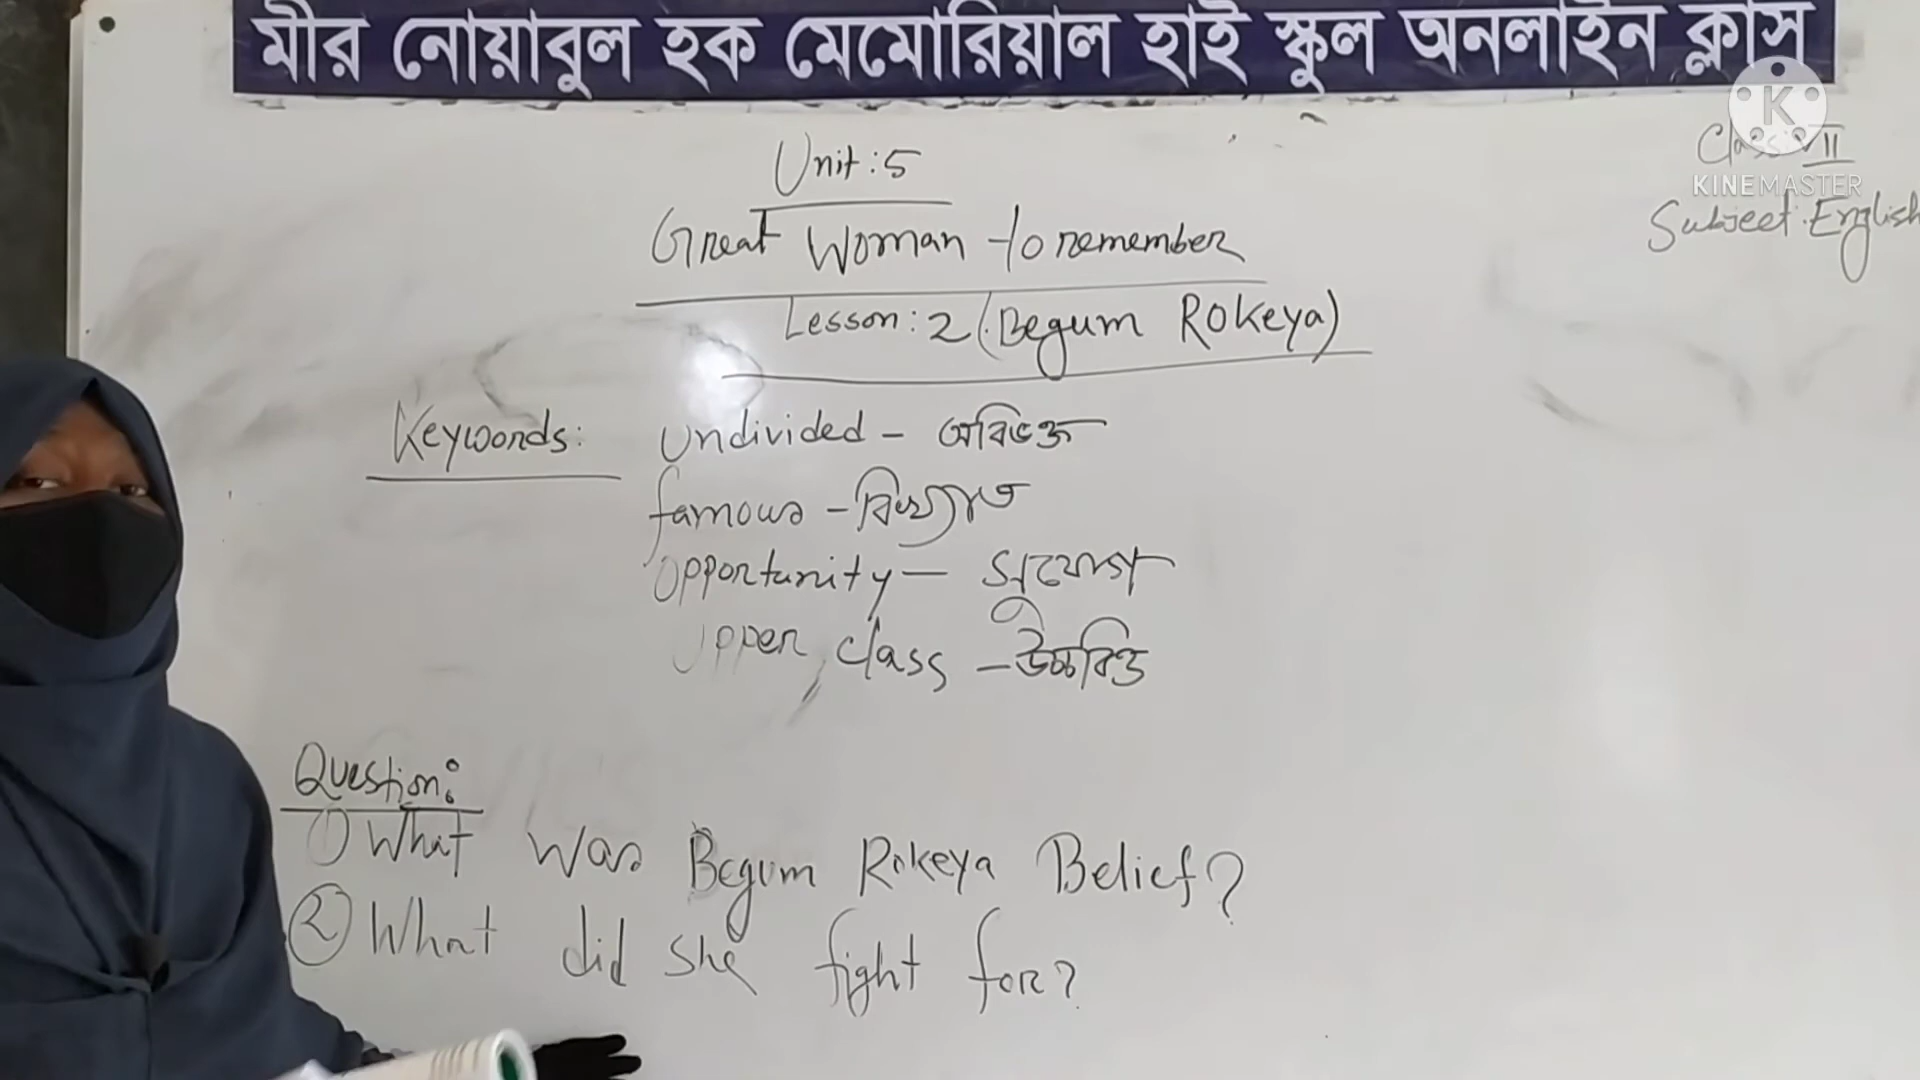 মীর নোয়াবুল হক মেমোরিয়াল হাই স্কুল অনলাইন ক্লাস
Class: VII
KINEMASTER
Subject: English
Unit: 5
Great Woman to remember
Lesson: 2 (Begum Rokeya)
Keywords: Undivided - অবিভক্ত
famous - বিখ্যাত
Opportunity - সুযোগ
Upper class - উচ্চবিত্ত
Question:
1) What was Begum Rokeya Belief?
2) What did she fight for?